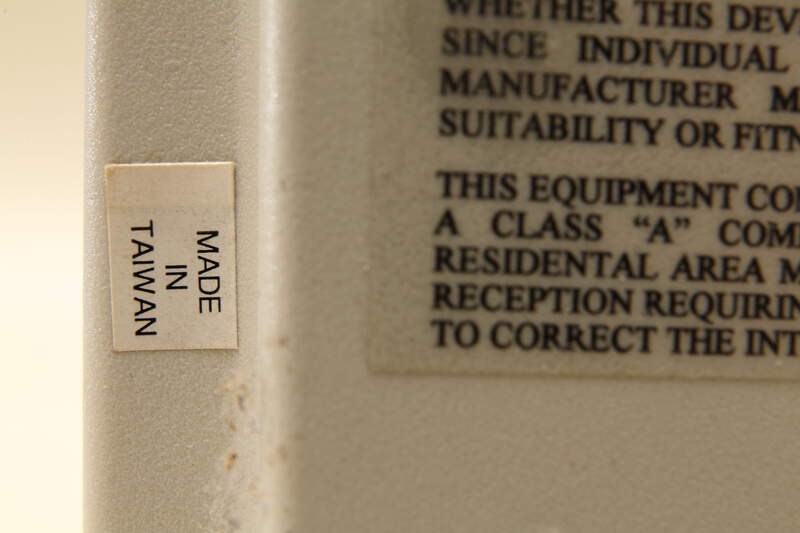 MADE
IN
TAIWAN
WHETHER THIS DEVI
SINCE INDIVIDUAL
MANUFACTURER M
SUITABILITY OR FITN
THIS EQUIPMENT CO
A CLASS “A” COM
RESIDENTAL AREA M
RECEPTION REQUIRIN
TO CORRECT THE INT